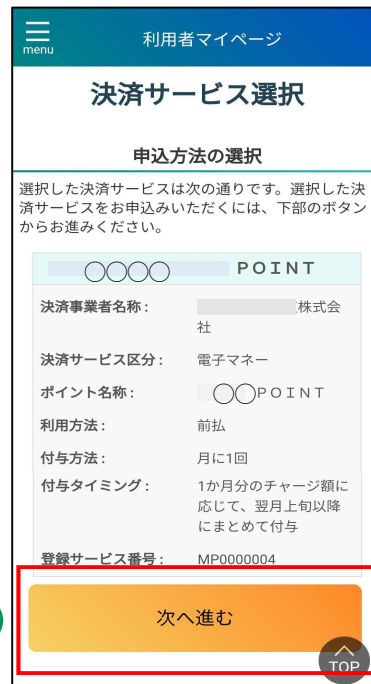 menu
利用者マイページ
決済サービス選択
申込方法の選択
選択した決済サービスは次の通りです。選択した決
済サービスをお申込みいただくには、下部のボタン
からお進みください。
◯◯◯◯ POINT
決済事業者名称: 株式会
社
決済サービス区分: 電子マネー
ポイント名称: ◯◯POINT
利用方法: 前払
付与方法: 月に1回
付与タイミング: 1か月分のチャージ額に
応じて、翌月上旬以降
にまとめて付与
登録サービス番号: MP0000004
次へ進む
TOP